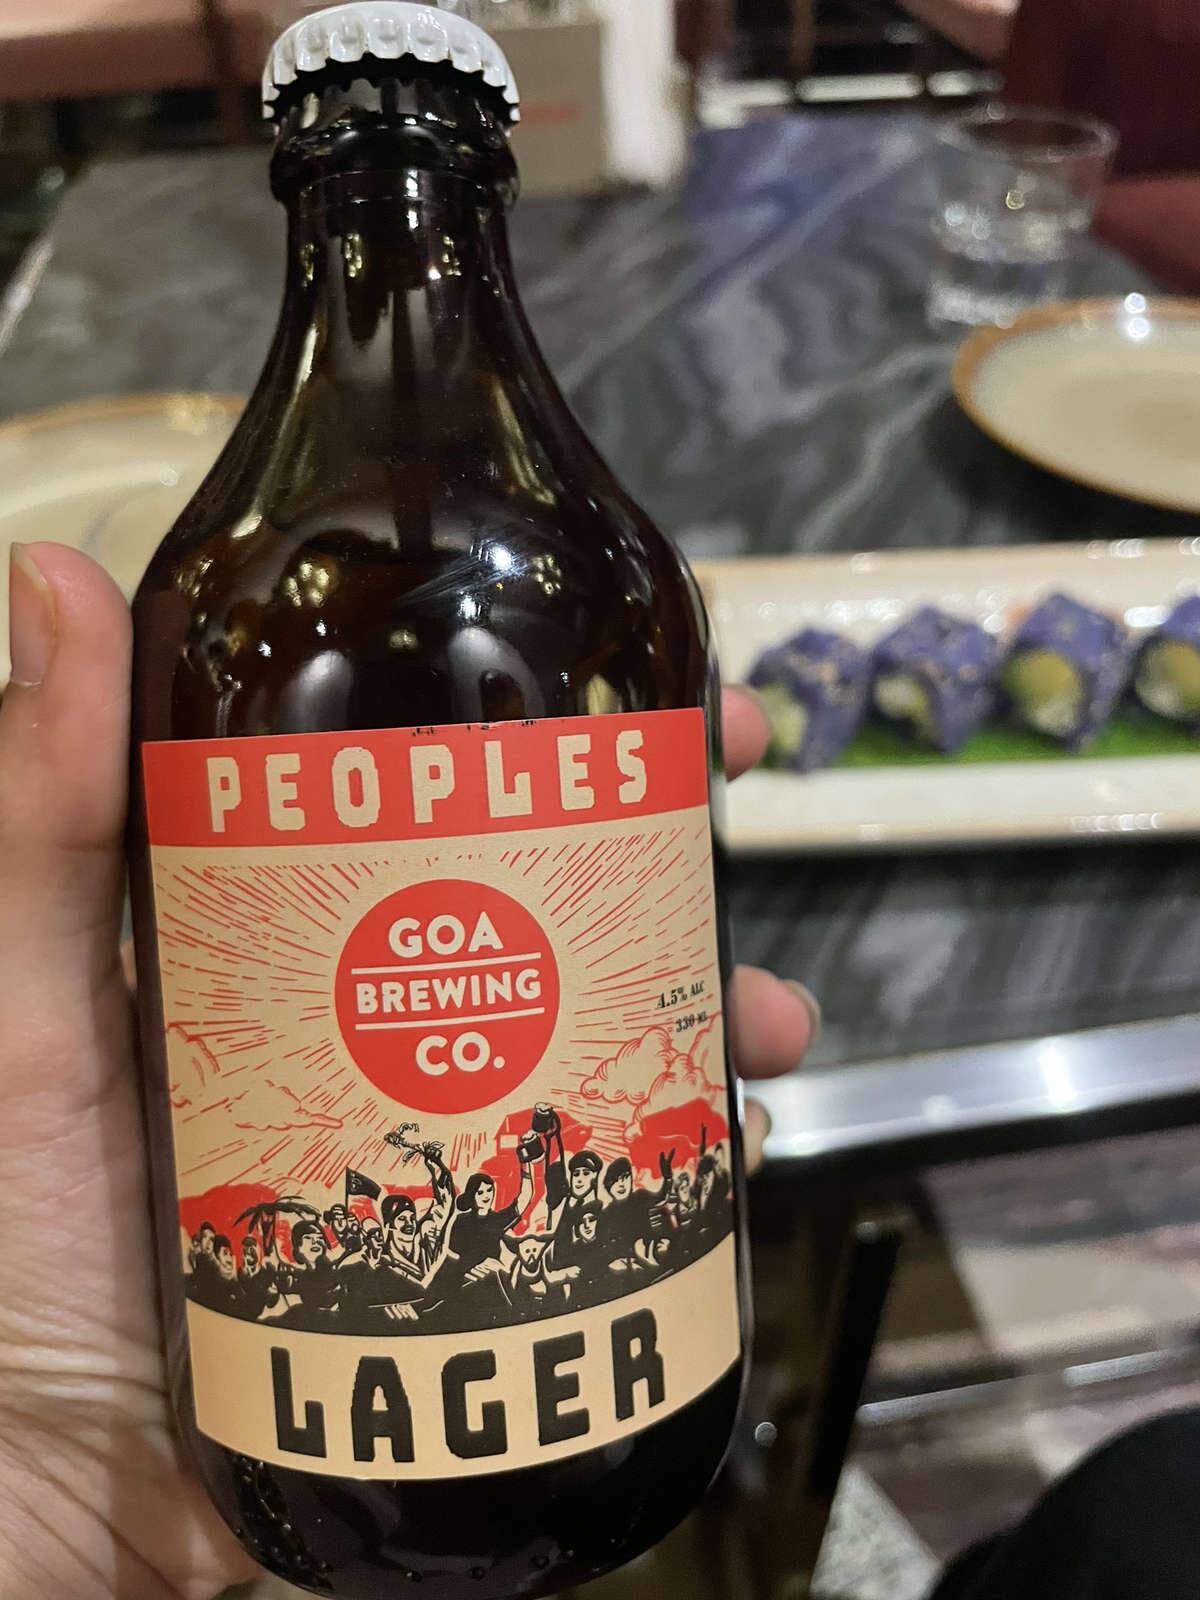 PEOPLES
GOA
BREWING
CO.
4.5% ALC
330 ML
LAGER